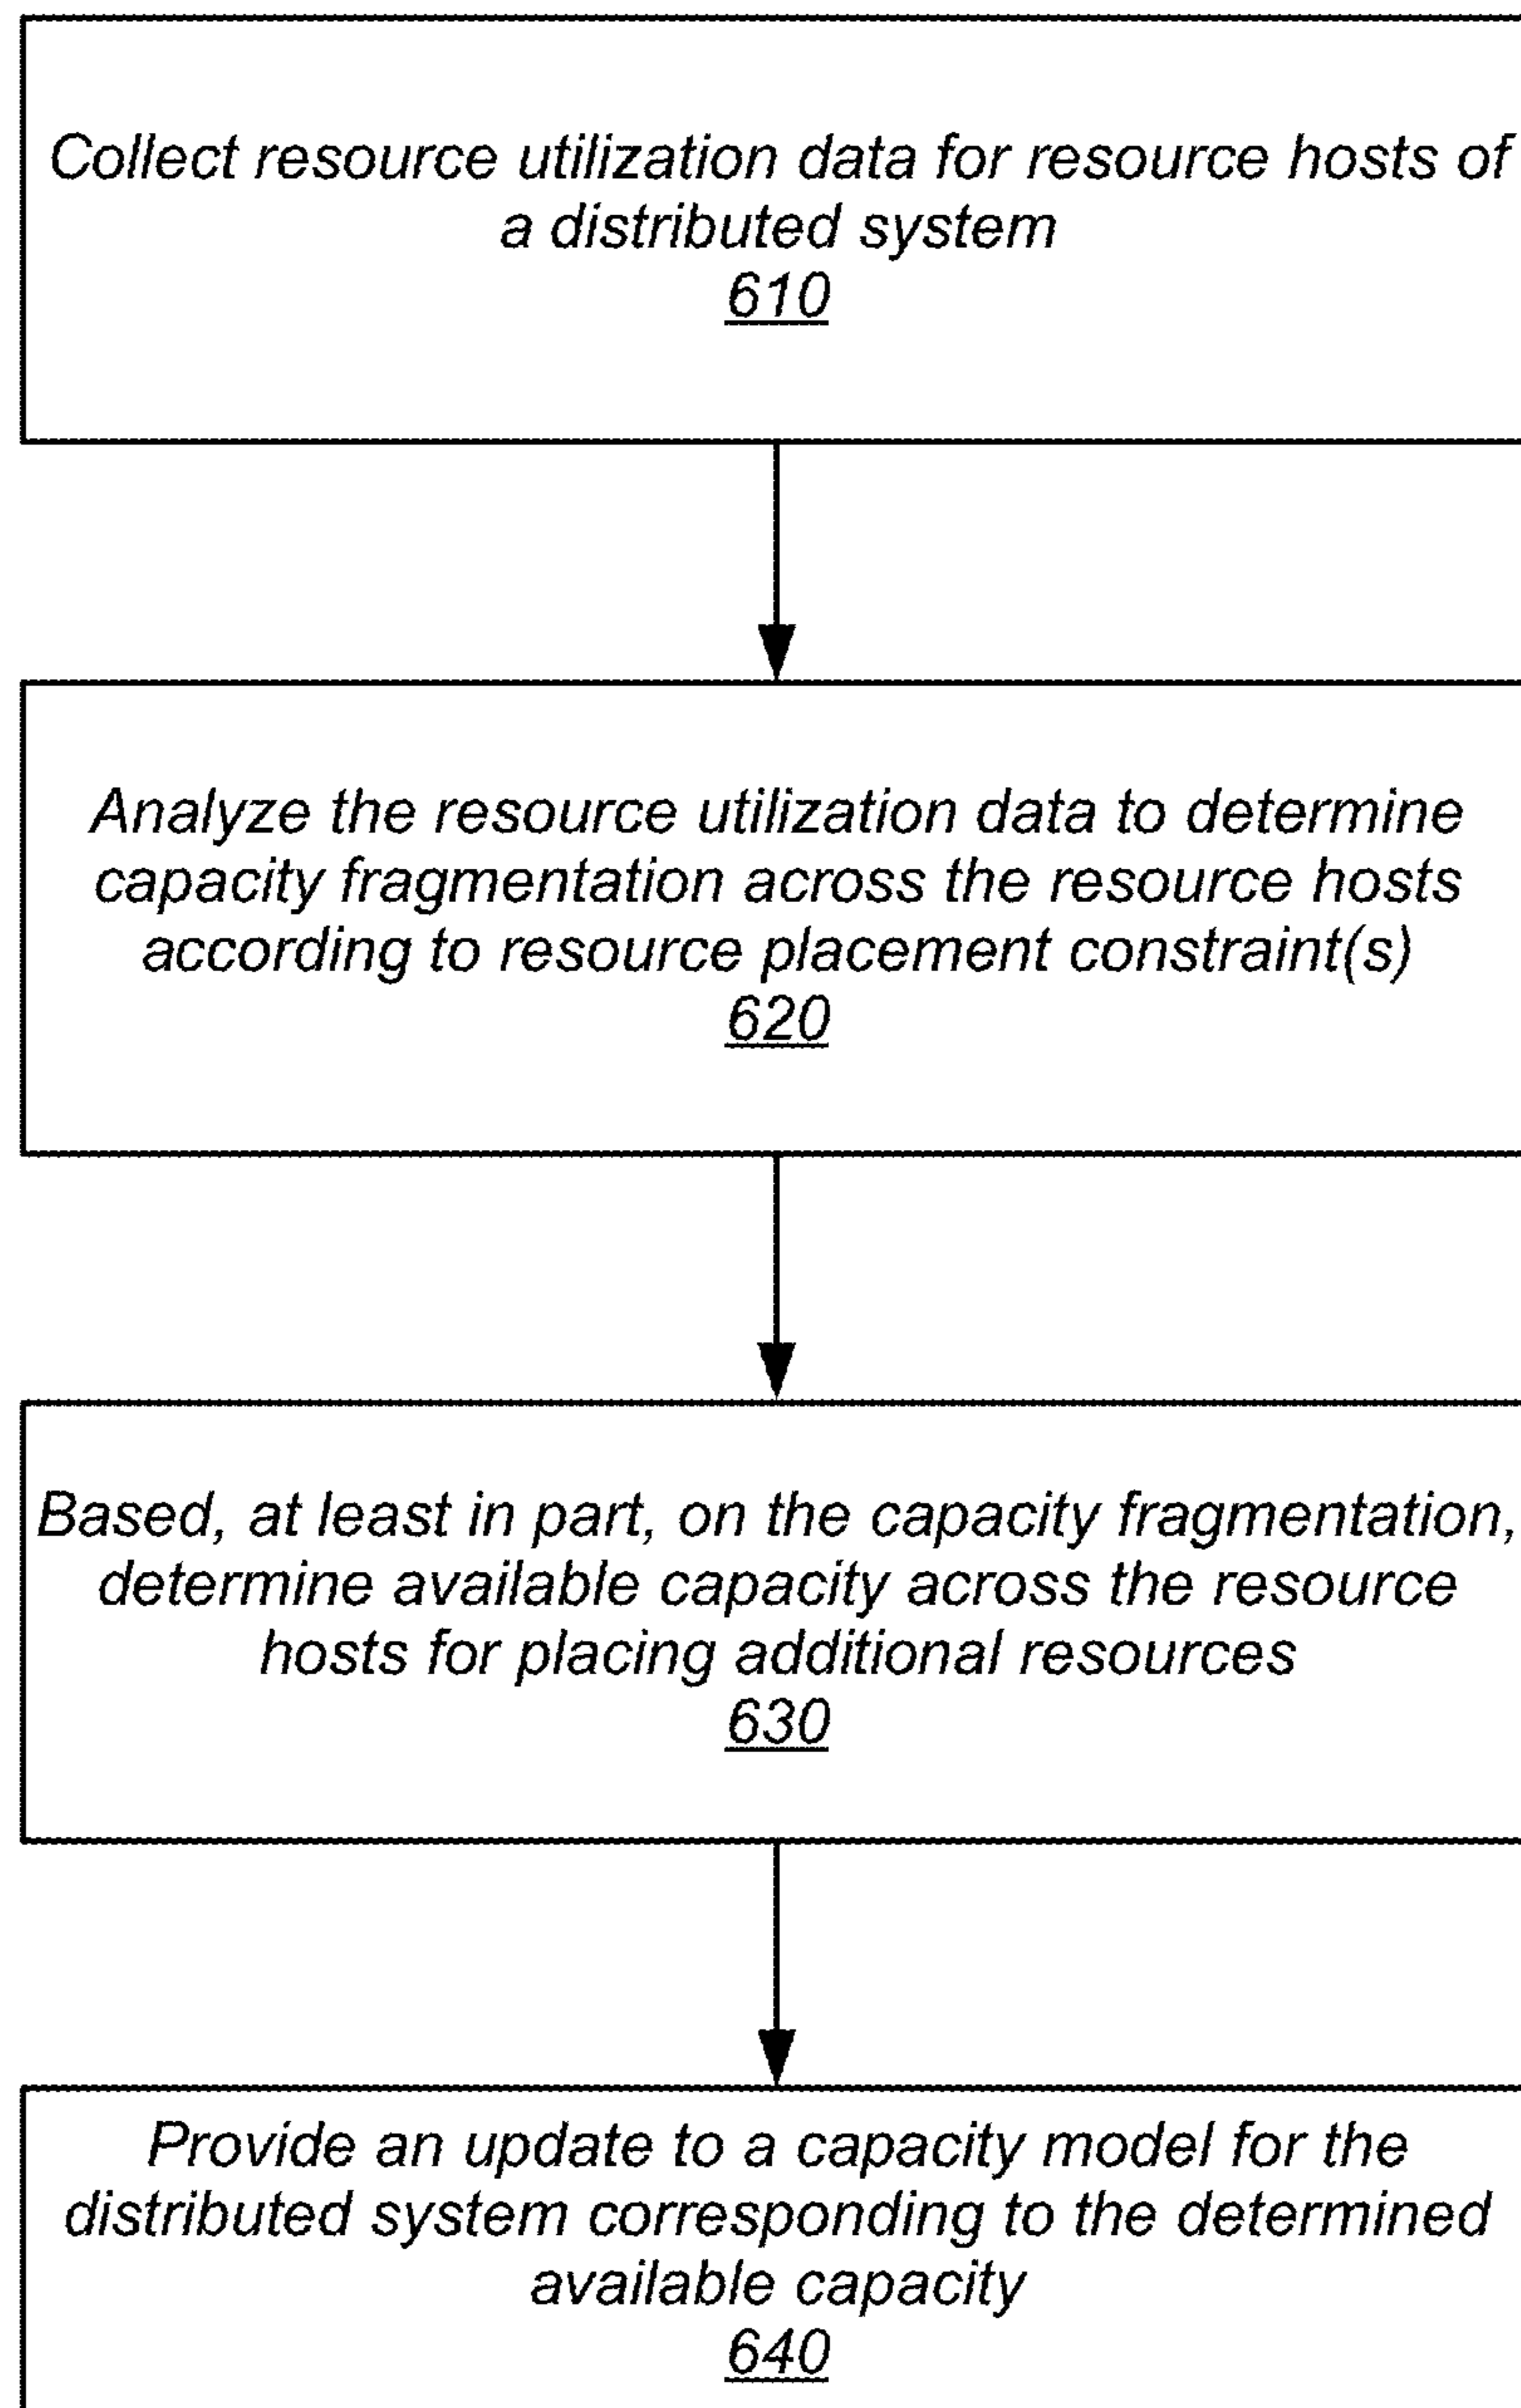 Collect resource utilization data for resource hosts of
a distributed system
610
Analyze the resource utilization data to determine
capacity fragmentation across the resource hosts
according to resource placement constraint(s)
620
Based, at least in part, on the capacity fragmentation,
determine available capacity across the resource
hosts for placing additional resources
630
Provide an update to a capacity model for the
distributed system corresponding to the determined
available capacity
640